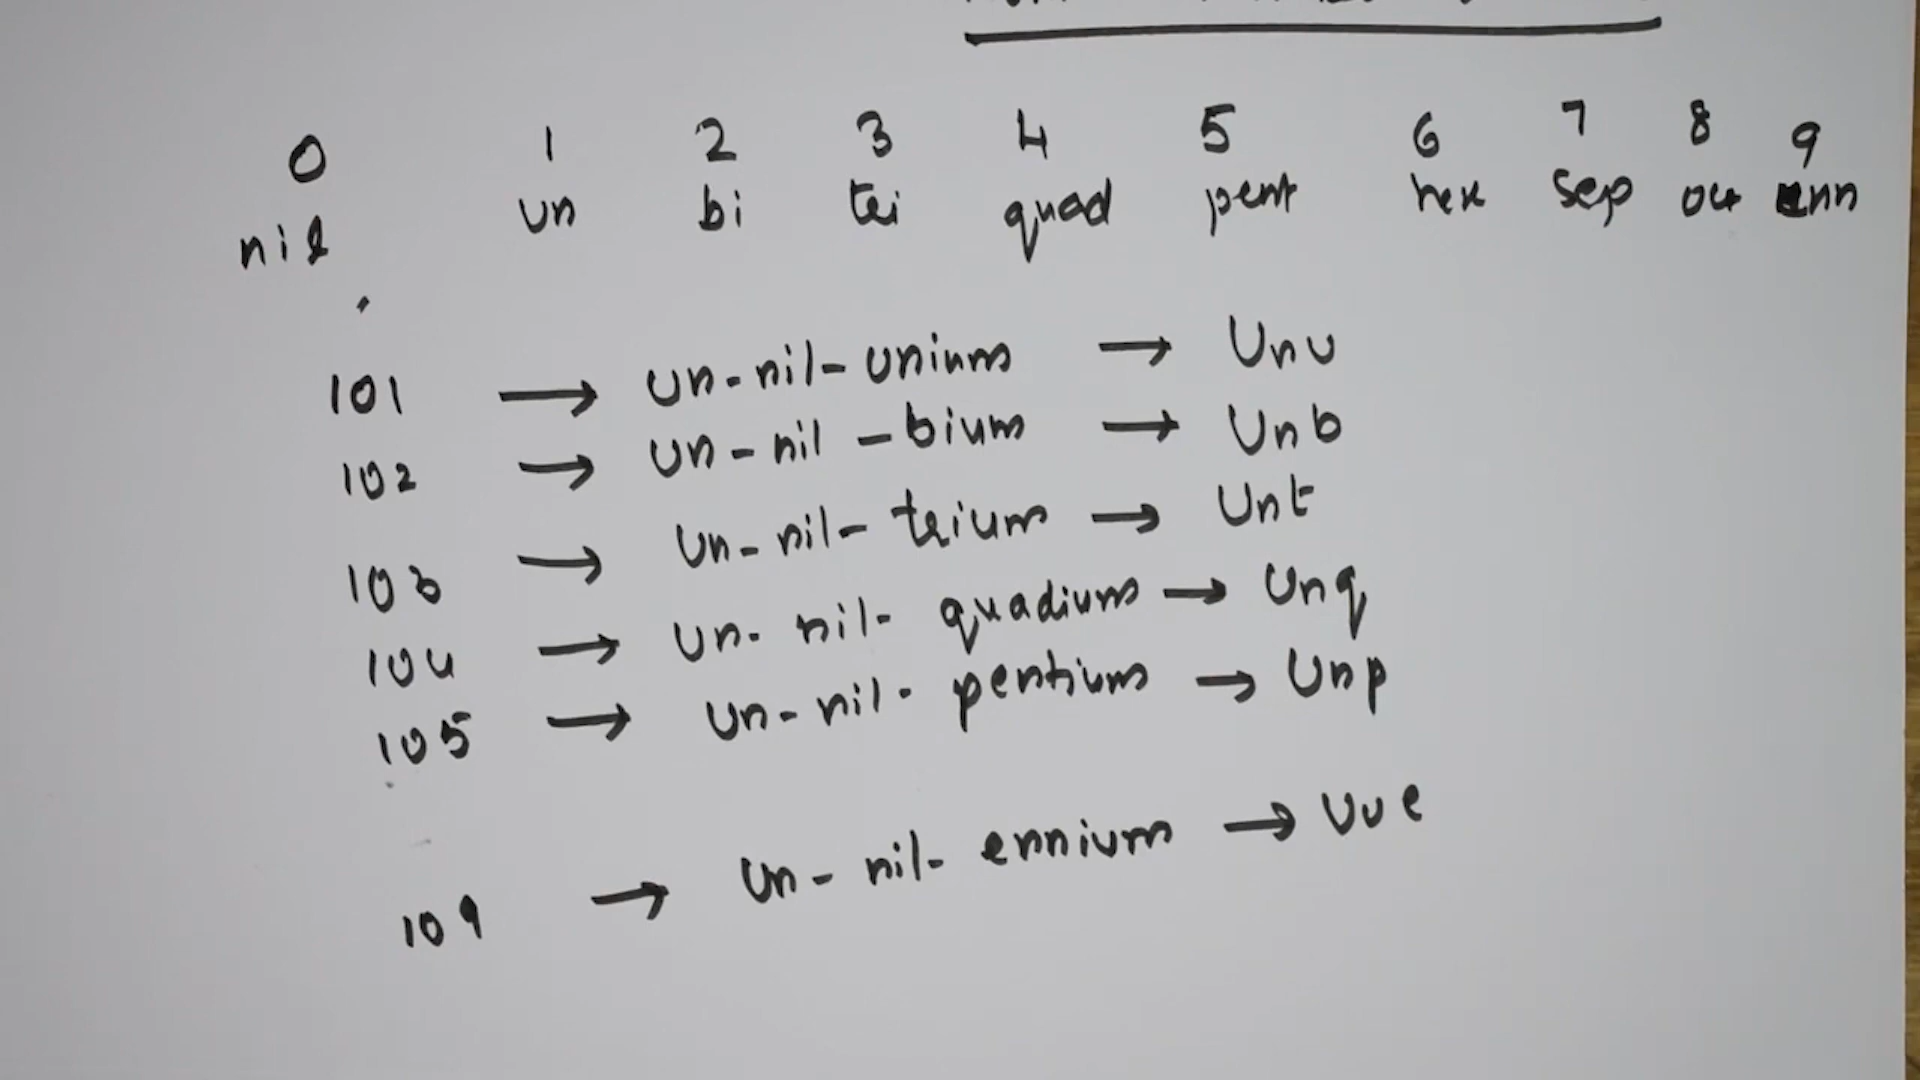 0 1 2 3 4 5 6 7 8 9
nil un bi tri quad pent hex sep oct enn
101 → un-nil-unium → Unu
102 → un-nil-bium → Unb
103 → un-nil-trium → Unt
104 → un-nil-quadium → Unq
105 → un-nil-pentium → Unp
109 → un-nil-ennium → Uue